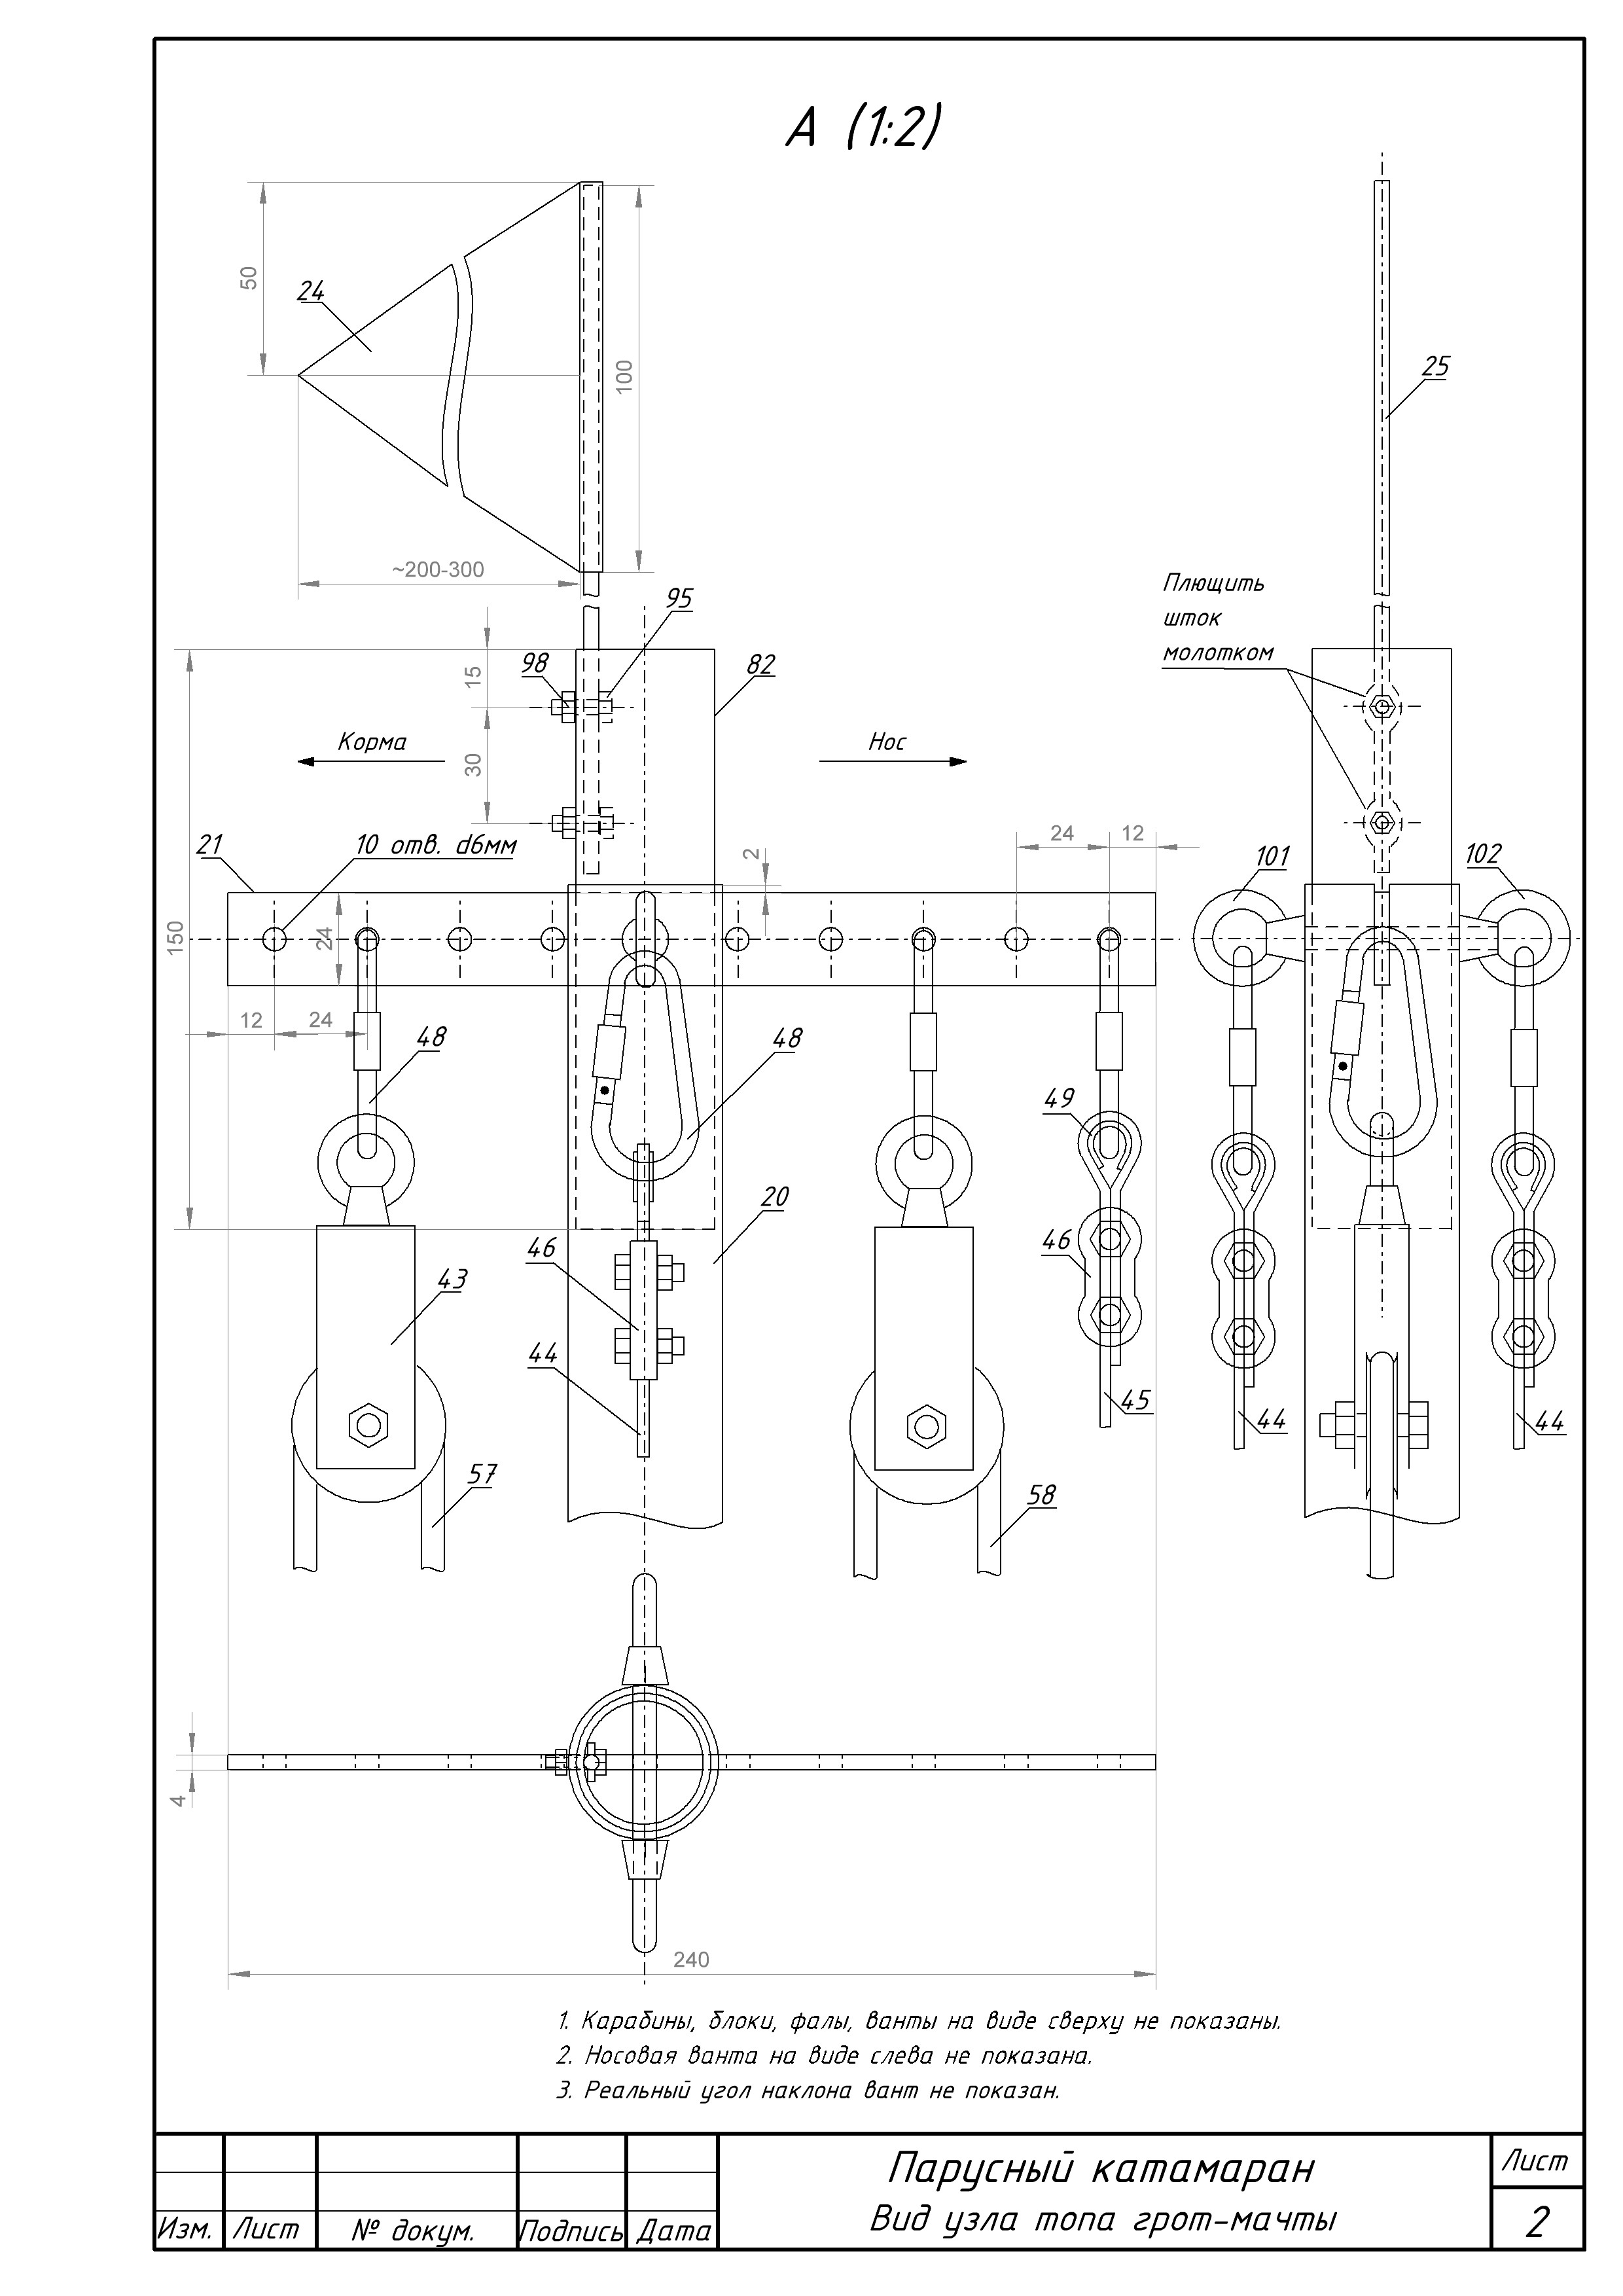 А (1:2)
50
24
100
25
~200-300
Плющить
шток
молотком
95
98
15
82
Корма
30
Нос
21
10 отв. d6мм
2
24
12
101
102
150
24
12
24
48
48
49
20
46
46
43
44
45
44
44
57
58
4
240
1. Карабины, блоки, фалы, ванты на виде сверху не показаны.
2. Носовая ванта на виде слева не показана.
3. Реальный угол наклона вант не показан.
Парусный катамаран
Лист
Вид узла топа грот-мачты
2
Изм. Лист № докум. Подпись Дата